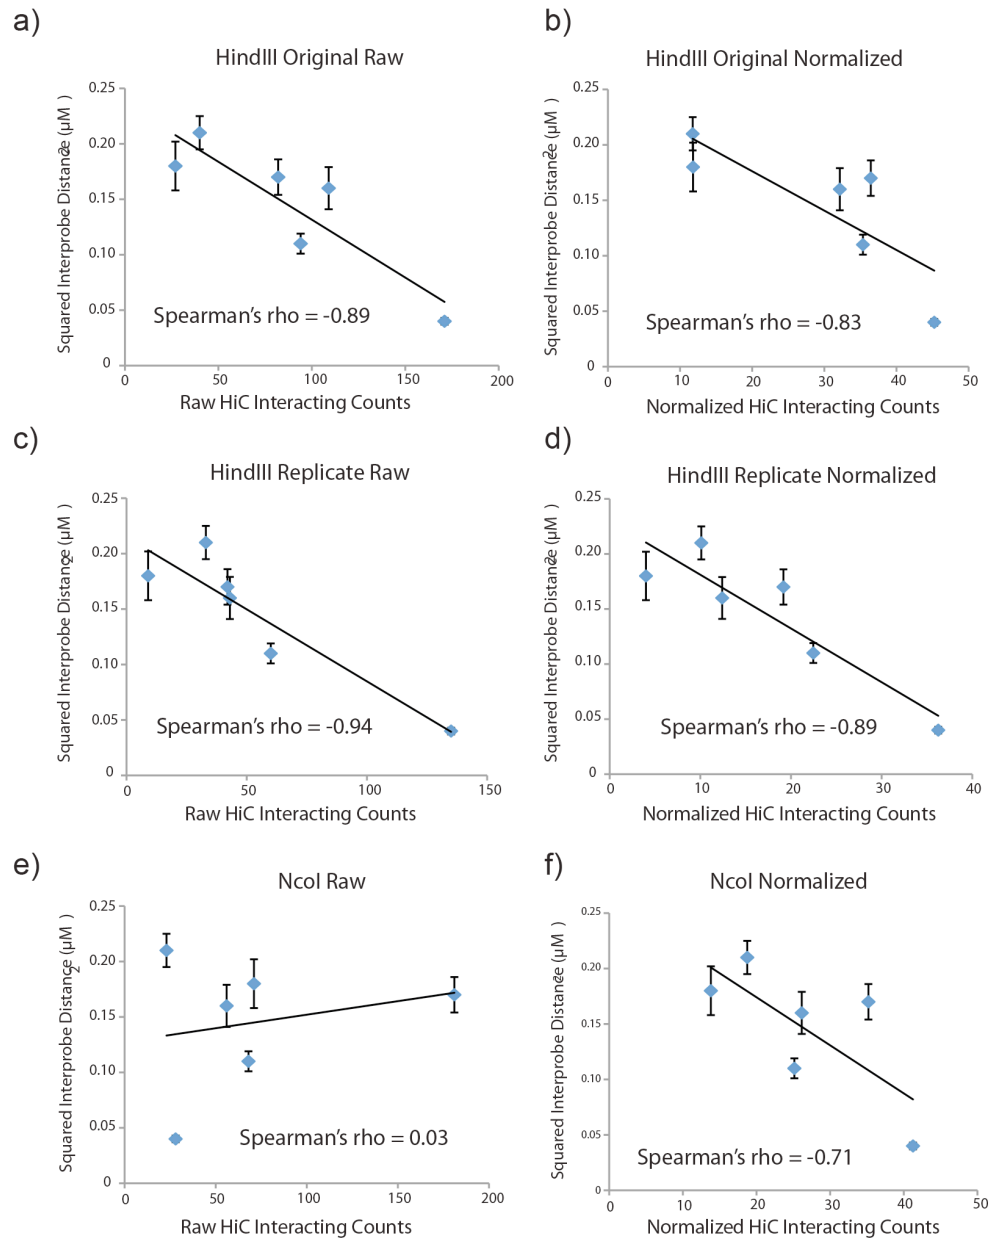 a)
HindIII Original Raw
Squared Interprobe Distance (μM2)
0.25
0.20
0.15
0.10
0.05
0
Spearman's rho = -0.89
0 50 100 150 200
Raw HiC Interacting Counts
b)
HindIII Original Normalized
Squared Interprobe Distance (μM2)
0.25
0.20
0.15
0.10
0.05
0
Spearman's rho = -0.83
0 10 20 30 40 50
Normalized HiC Interacting Counts
c)
HindIII Replicate Raw
Squared Interprobe Distance (μM2)
0.25
0.20
0.15
0.10
0.05
0
Spearman's rho = -0.94
0 50 100 150
Raw HiC Interacting Counts
d)
HindIII Replicate Normalized
Squared Interprobe Distance (μM2)
0.25
0.20
0.15
0.10
0.05
0
Spearman's rho = -0.89
0 10 20 30 40
Normalized HiC Interacting Counts
e)
NcoI Raw
Squared Interprobe Distance (μM2)
0.25
0.20
0.15
0.10
0.05
0
Spearman's rho = 0.03
0 50 100 150 200
Raw HiC Interacting Counts
f)
NcoI Normalized
Squared Interprobe Distance (μM2)
0.25
0.20
0.15
0.10
0.05
0
Spearman's rho = -0.71
0 10 20 30 40 50
Normalized HiC Interacting Counts